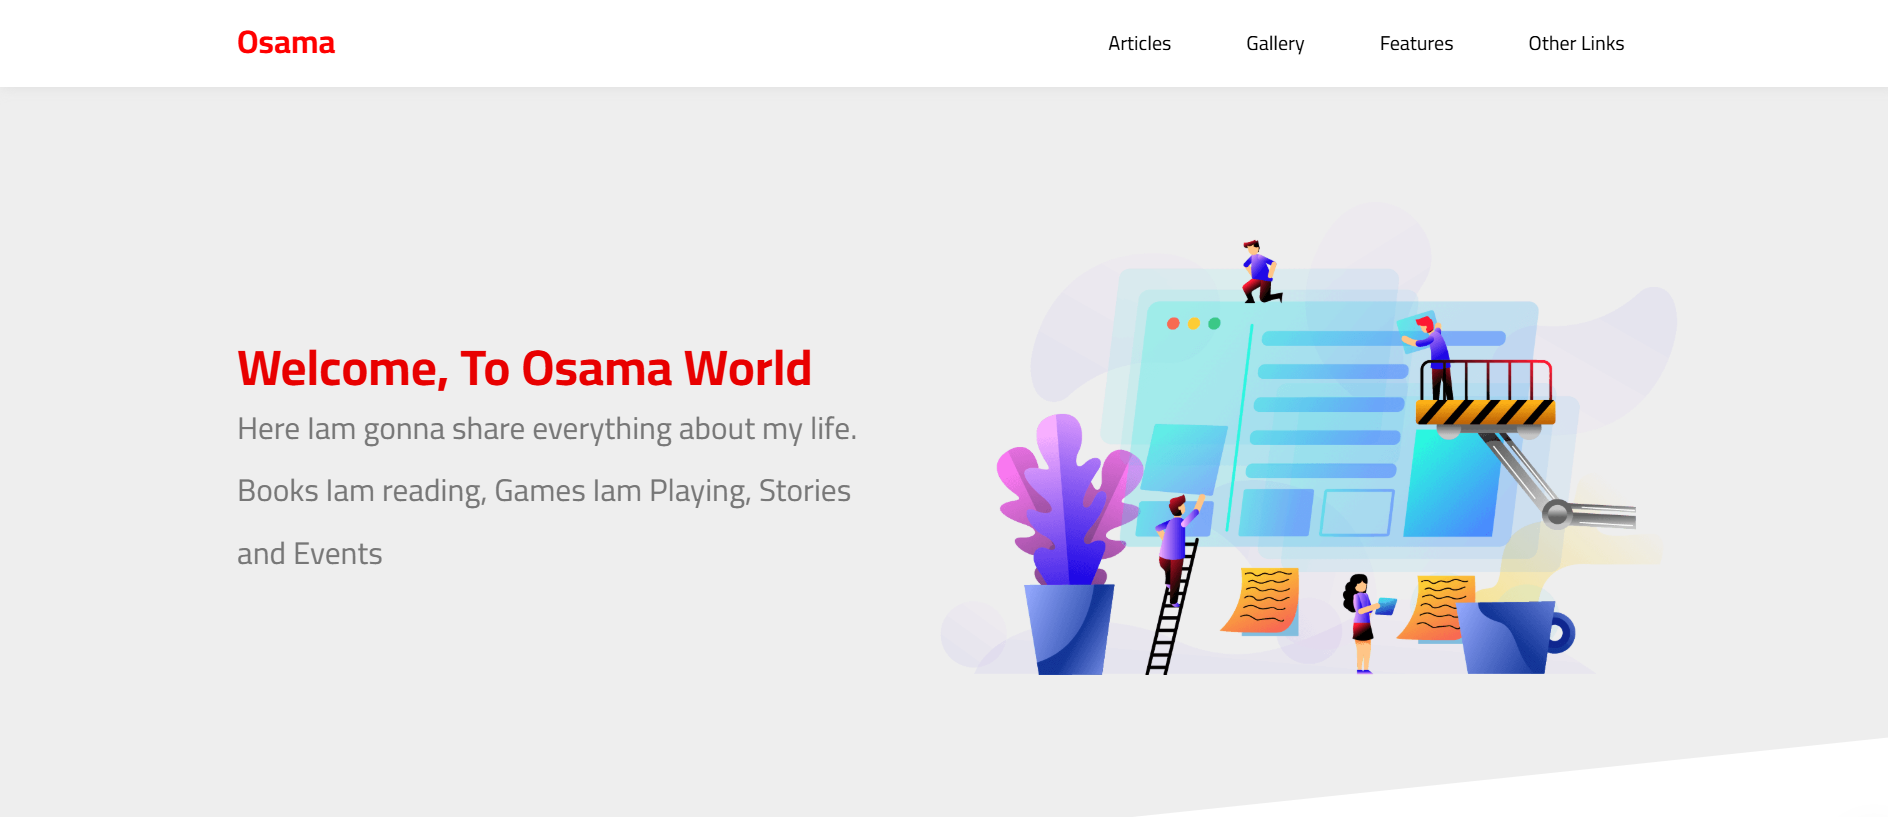 Osama
Articles
Gallery
Features
Other Links
Welcome, To Osama World
Here Iam gonna share everything about my life.
Books Iam reading, Games Iam Playing, Stories
and Events